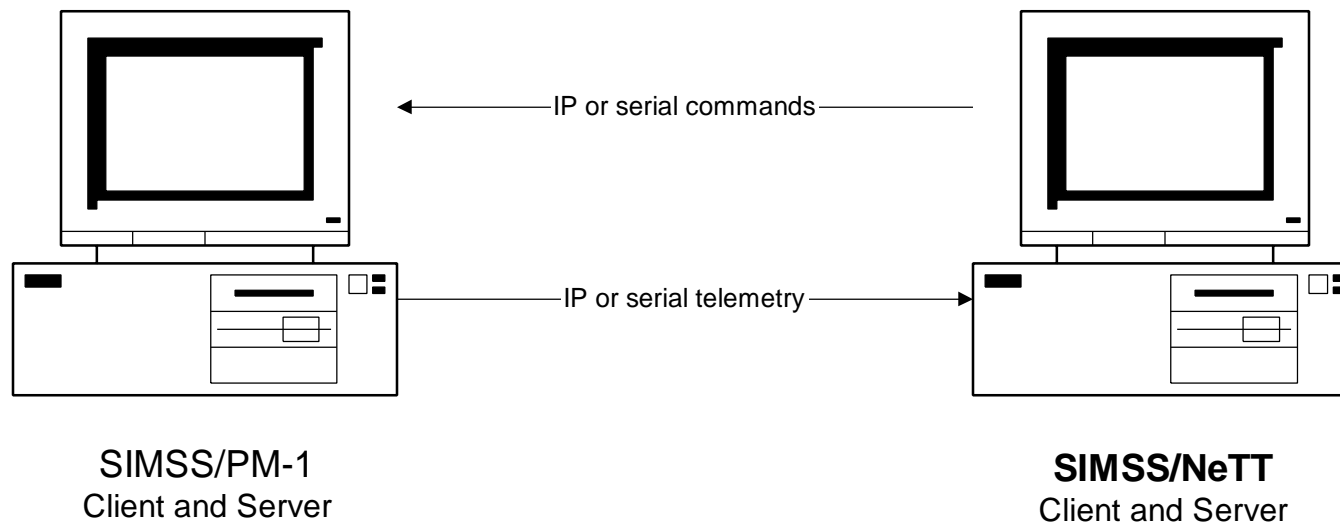 IP or serial commands
IP or serial telemetry
SIMSS/PM-1
Client and Server
SIMSS/NeTT
Client and Server